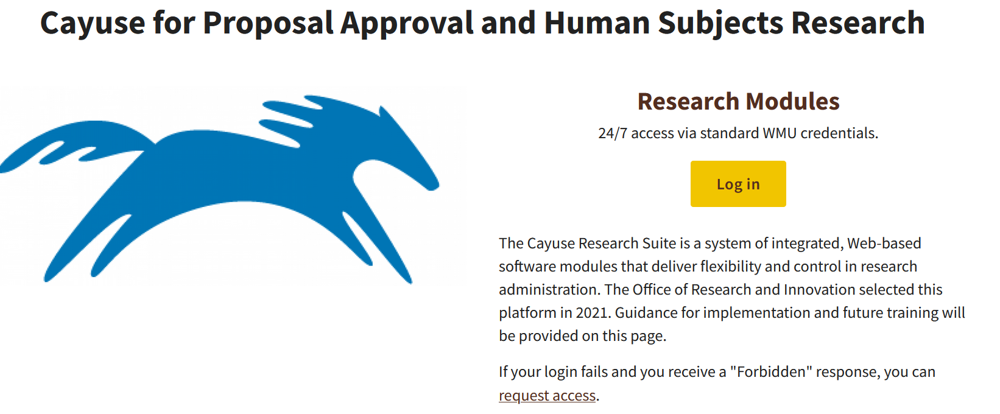 Cayuse for Proposal Approval and Human Subjects Research
Research Modules
24/7 access via standard WMU credentials.
Log in
The Cayuse Research Suite is a system of integrated, Web-based
software modules that deliver flexibility and control in research
administration. The Office of Research and Innovation selected this
platform in 2021. Guidance for implementation and future training will
be provided on this page.
If your login fails and you receive a "Forbidden" response, you can
request access.